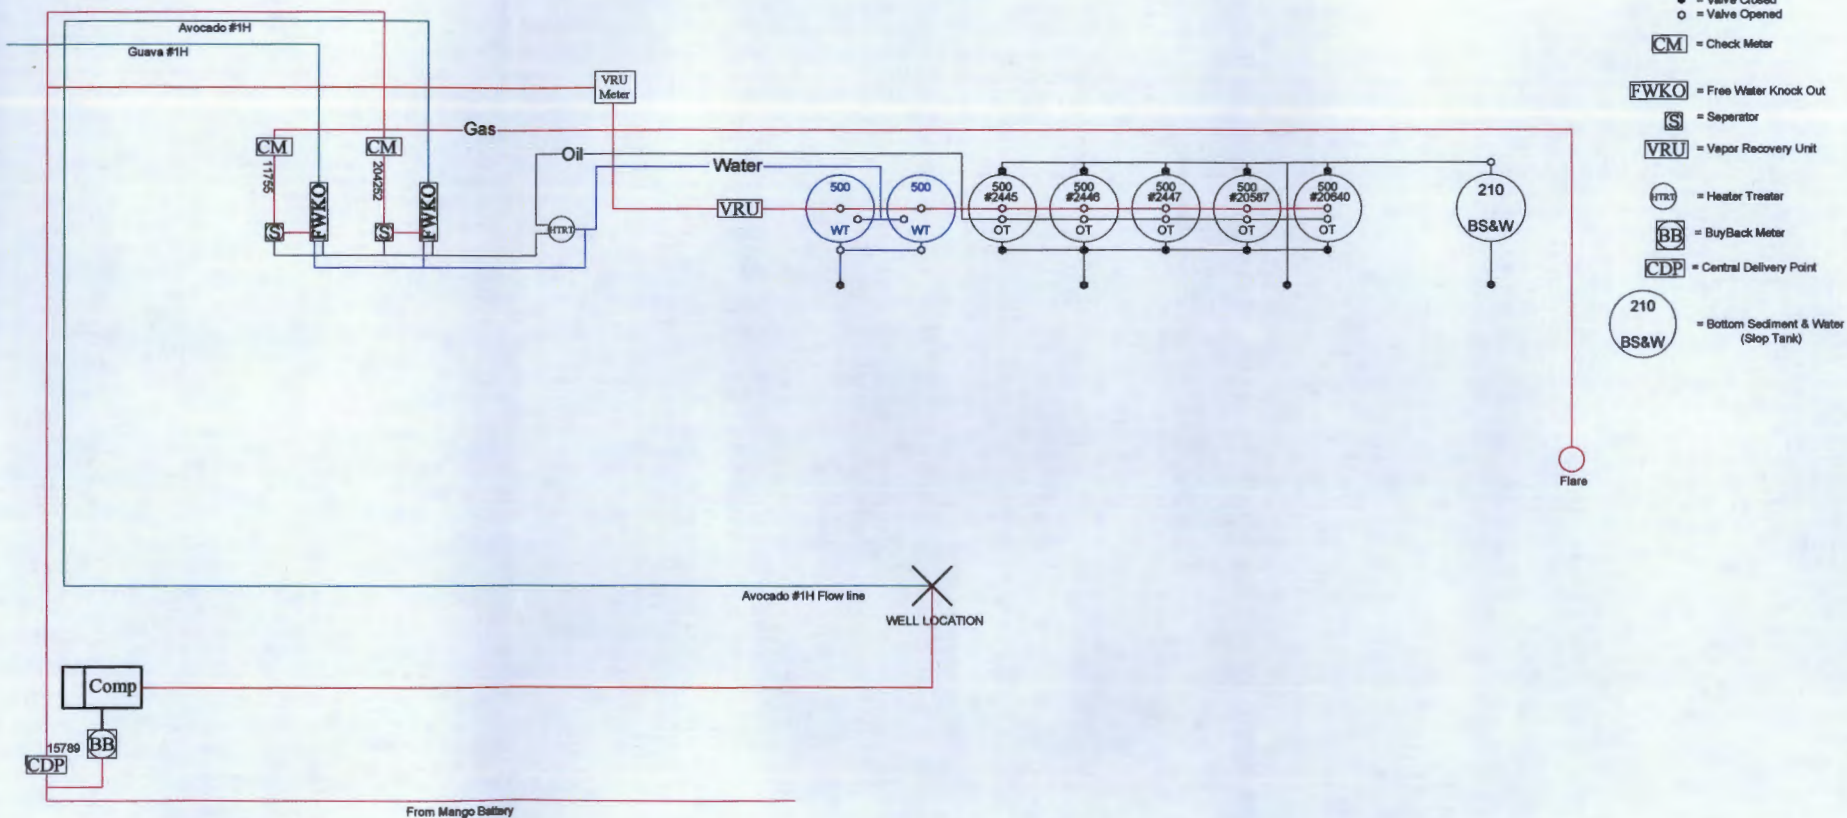 = Valve Closed
= Valve Opened
Avocado #1H
Guava #1H
CM = Check Meter
VRU
Meter
FWKO = Free Water Knock Out
S = Seperator
Gas
CM
CM
11755
204262
Oil
Water
VRU = Vapor Recovery Unit
FWKO
FWKO
S
S
HTRT
VRU
500
WT
500
WT
500
#2445
OT
500
#2446
OT
500
#2447
OT
500
#20587
OT
500
#20640
OT
210
BS&W
HTRT = Heater Treater
BB = BuyBack Meter
CDP = Central Delivery Point
210
BS&W
= Bottom Sediment & Water
(Slop Tank)
Flare
Avocado #1H Flow line
WELL LOCATION
Comp
15789
BB
CDP
From Mango Battery